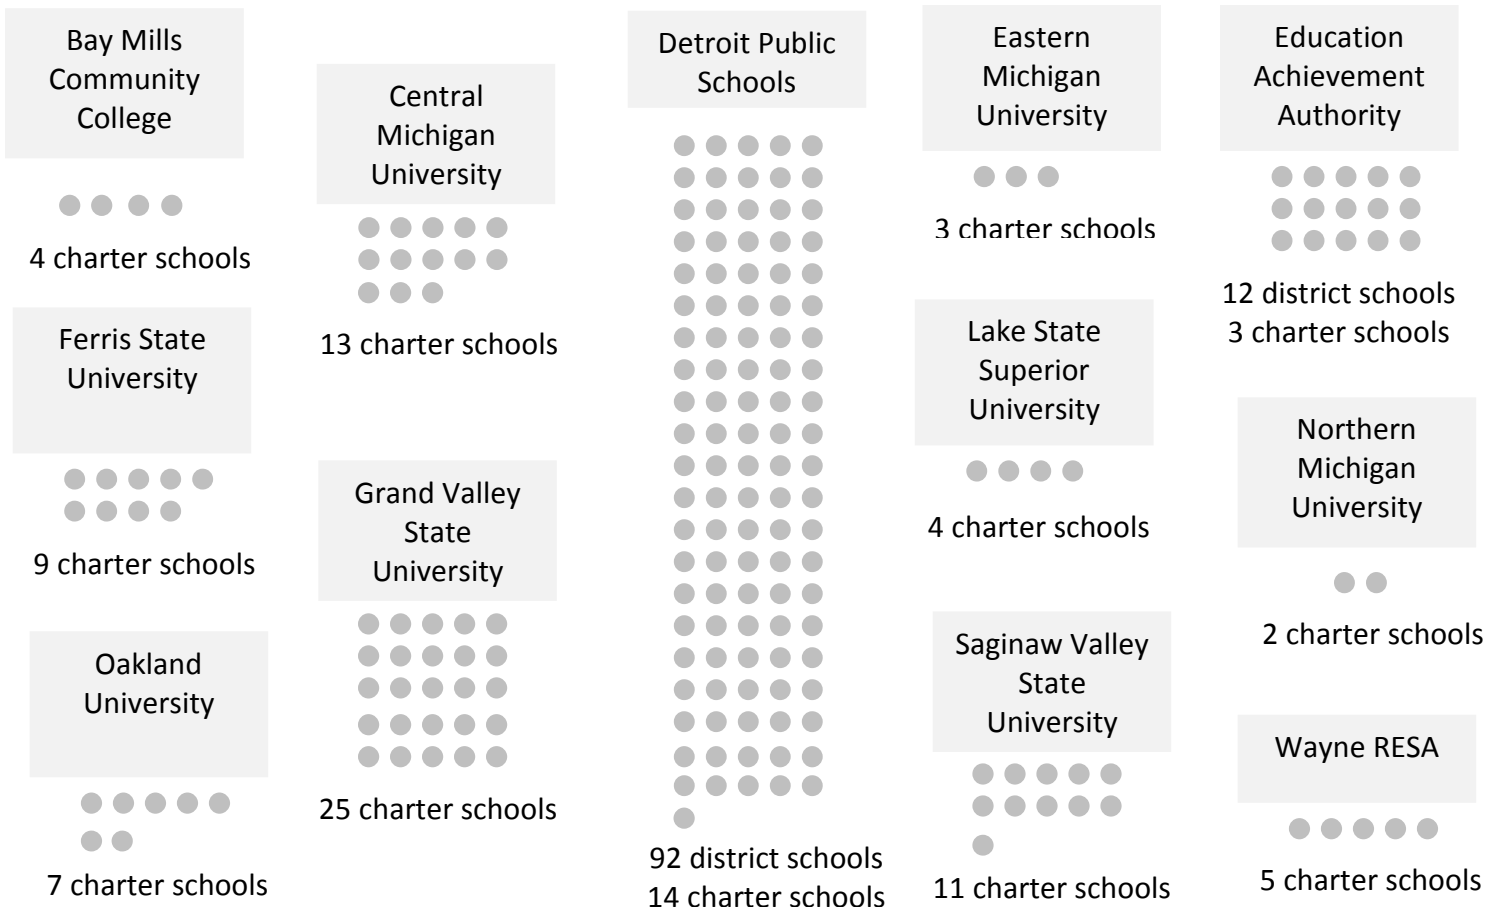 Bay Mills
Community
College
4 charter schools
Ferris State
University
9 charter schools
Oakland
University
7 charter schools
Central
Michigan
University
13 charter schools
Grand Valley
State
University
25 charter schools
Detroit Public
Schools
92 district schools
14 charter schools
Eastern
Michigan
University
3 charter schools
Lake State
Superior
University
4 charter schools
Saginaw Valley
State
University
11 charter schools
Education
Achievement
Authority
12 district schools
3 charter schools
Northern
Michigan
University
2 charter schools
Wayne RESA
5 charter schools